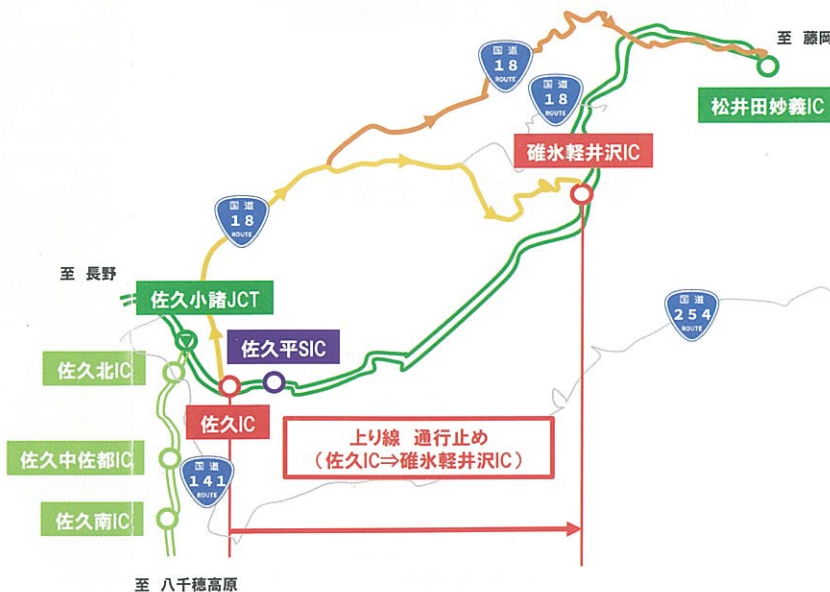 国道
18
ROUTE
至 藤岡
国道
18
ROUTE
松井田妙義IC
碓氷軽井沢IC
国道
18
ROUTE
至 長野
佐久小諸JCT
国道
254
ROUTE
佐久平SIC
佐久北IC
佐久IC
上り線 通行止め
(佐久IC⇒碓氷軽井沢IC)
佐久中佐都IC
国道
141
ROUTE
佐久南IC
至 八千穂高原